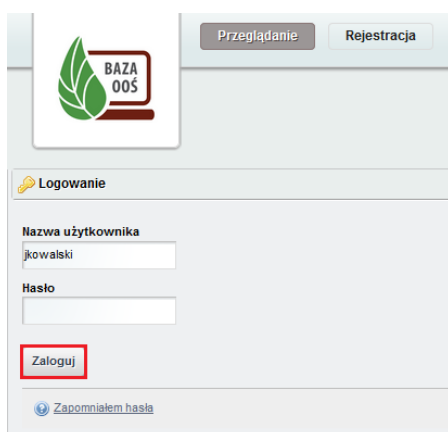 BAZA
OOŚ
Przeglądanie
Rejestracja
Logowanie
Nazwa użytkownika
jkowalski
Hasło
Zaloguj
Zapomniałem hasła